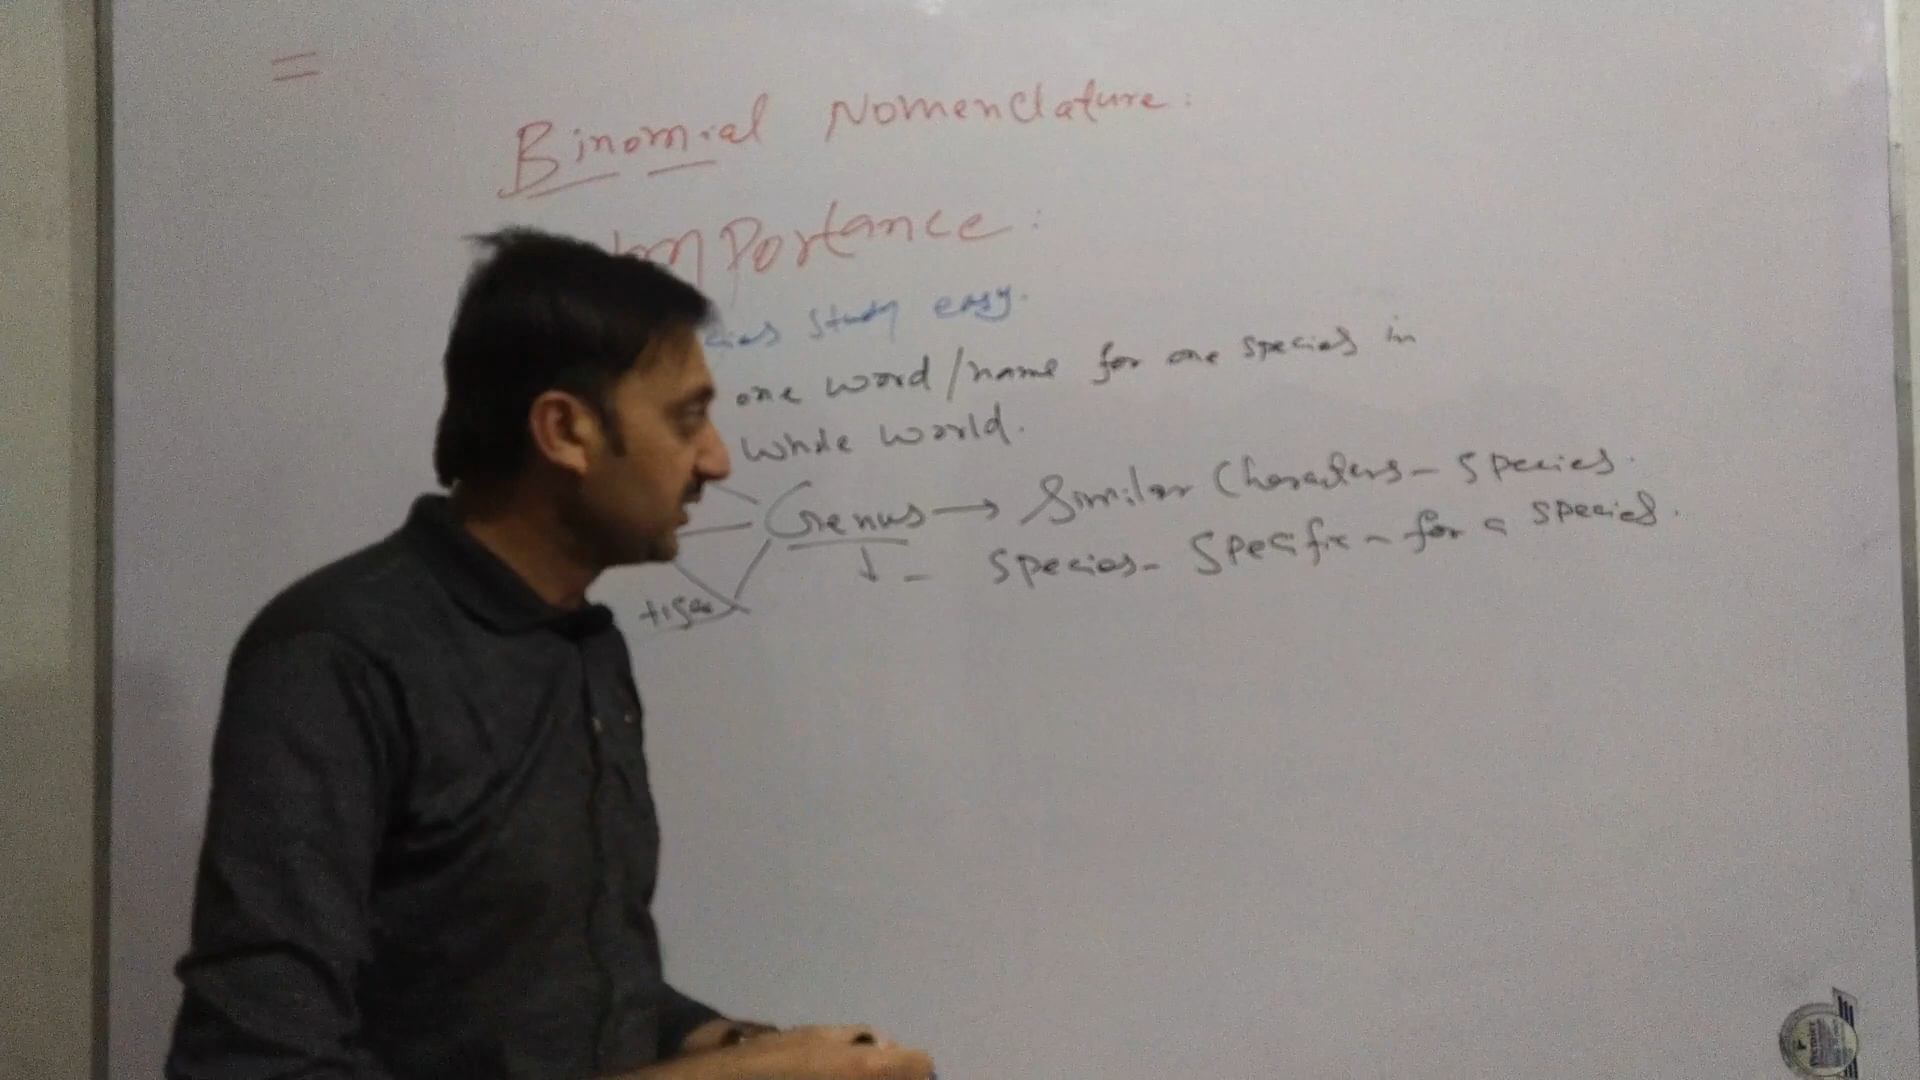 =
Binomial Nomenclature:
Importance:
study easy.
one word/name for one species in
whole world.
Genus → Similar Characters - Species.
↓ - Species - Specific - for a species.
tiger